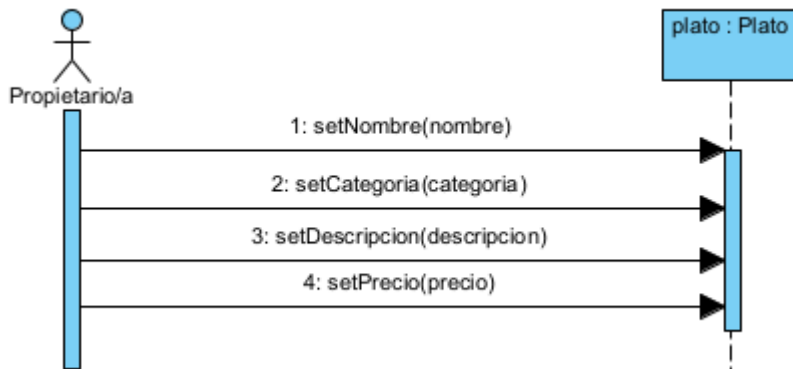 plato : Plato
Propietario/a
1: setNombre(nombre)
2: setCategoria(categoria)
3: setDescripcion(descripcion)
4: setPrecio(precio)